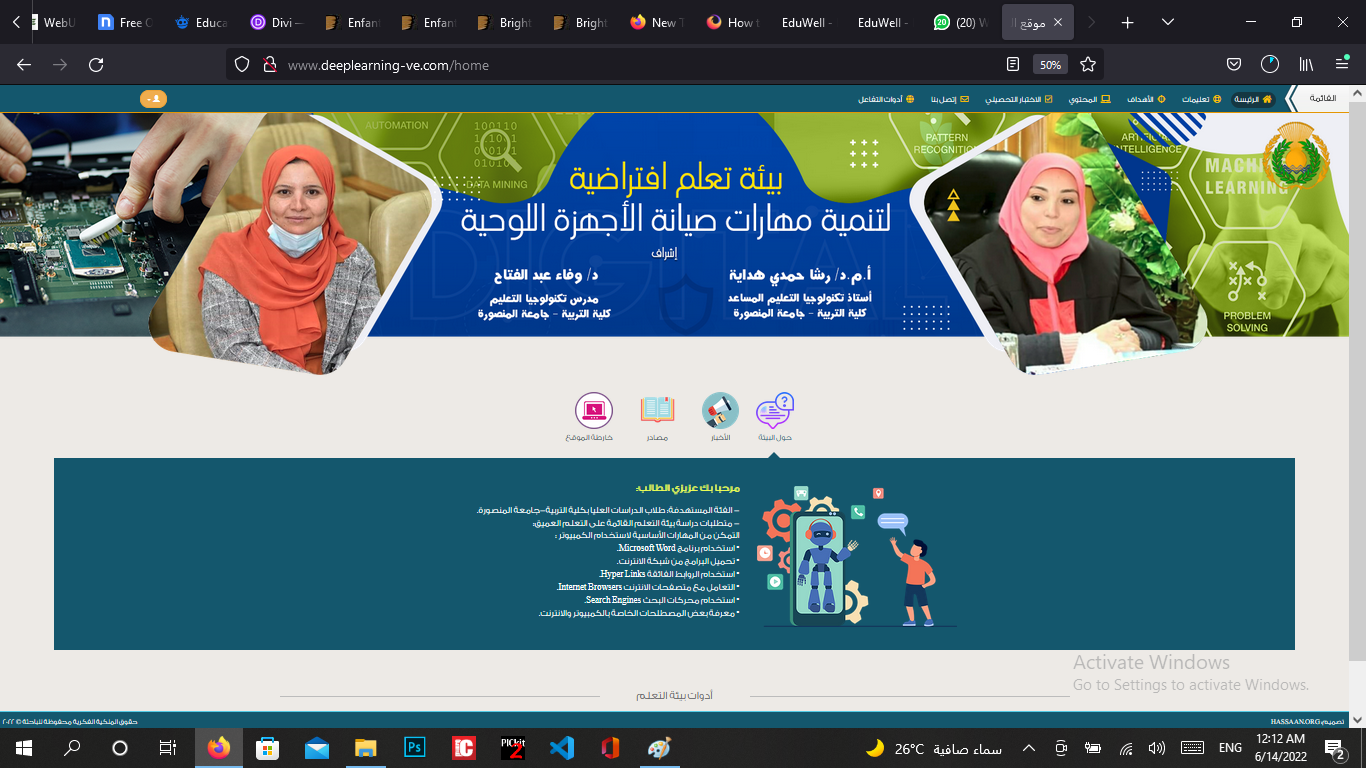 WebU
Free C
Educa
Divi —
Enfant
Enfant
Bright
Bright
New T
How t
EduWell -
EduWell -
(20) W
موقع ا
www.deeplearning-ve.com/home
50%
القائمة
الرئيسة
تعليمات
الأهداف
المحتوي
الاختبار التحصيلي
إتصل بنا
أدوات التفاعل
AUTOMATION
DATA MINING
PATTERN
RECOGNITION
MACHINE
LEARNING
PROBLEM
SOLVING
بيئة تعلم افتراضية
لتنمية مهارات صيانة الأجهزة اللوحية
إشراف
أ.م.د/ رشا حمدي هداية
أستاذ تكنولوجيا التعليم المساعد
كلية التربية - جامعة المنصورة
د/ وفاء عبد الفتاح
مدرس تكنولوجيا التعليم
كلية التربية - جامعة المنصورة
حول البيئة
الأخبار
مصادر
خارطة الموقع
مرحبا بك عزيزي الطالب:
– الفئة المستهدفة: طلاب الدراسات العليا بكلية التربية–جامعة المنصورة.
– متطلبات دراسة بيئة التعلم القائمة على التعلم العميق:
التمكن من المهارات الأساسية لاستخدام الكمبيوتر :
• استخدام برنامج Microsoft Word.
• تحميل البرامج من شبكة الانترنت.
• استخدام الروابط الفائقة Hyper Links.
• التعامل مع متصفحات الانترنت Internet Browsers.
• استخدام محركات البحث Search Engines.
• معرفة بعض المصطلحات الخاصة بالكمبيوتر والانترنت.
Activate Windows
Go to Settings to activate Windows.
أدوات بيئة التعلم
تصميم: HASSAAN.ORG
حقوق الملكية الفكرية محفوظة للباحثة © ٢٠٢٢
26°C سماء صافية
ENG
12:12 AM
6/14/2022
2